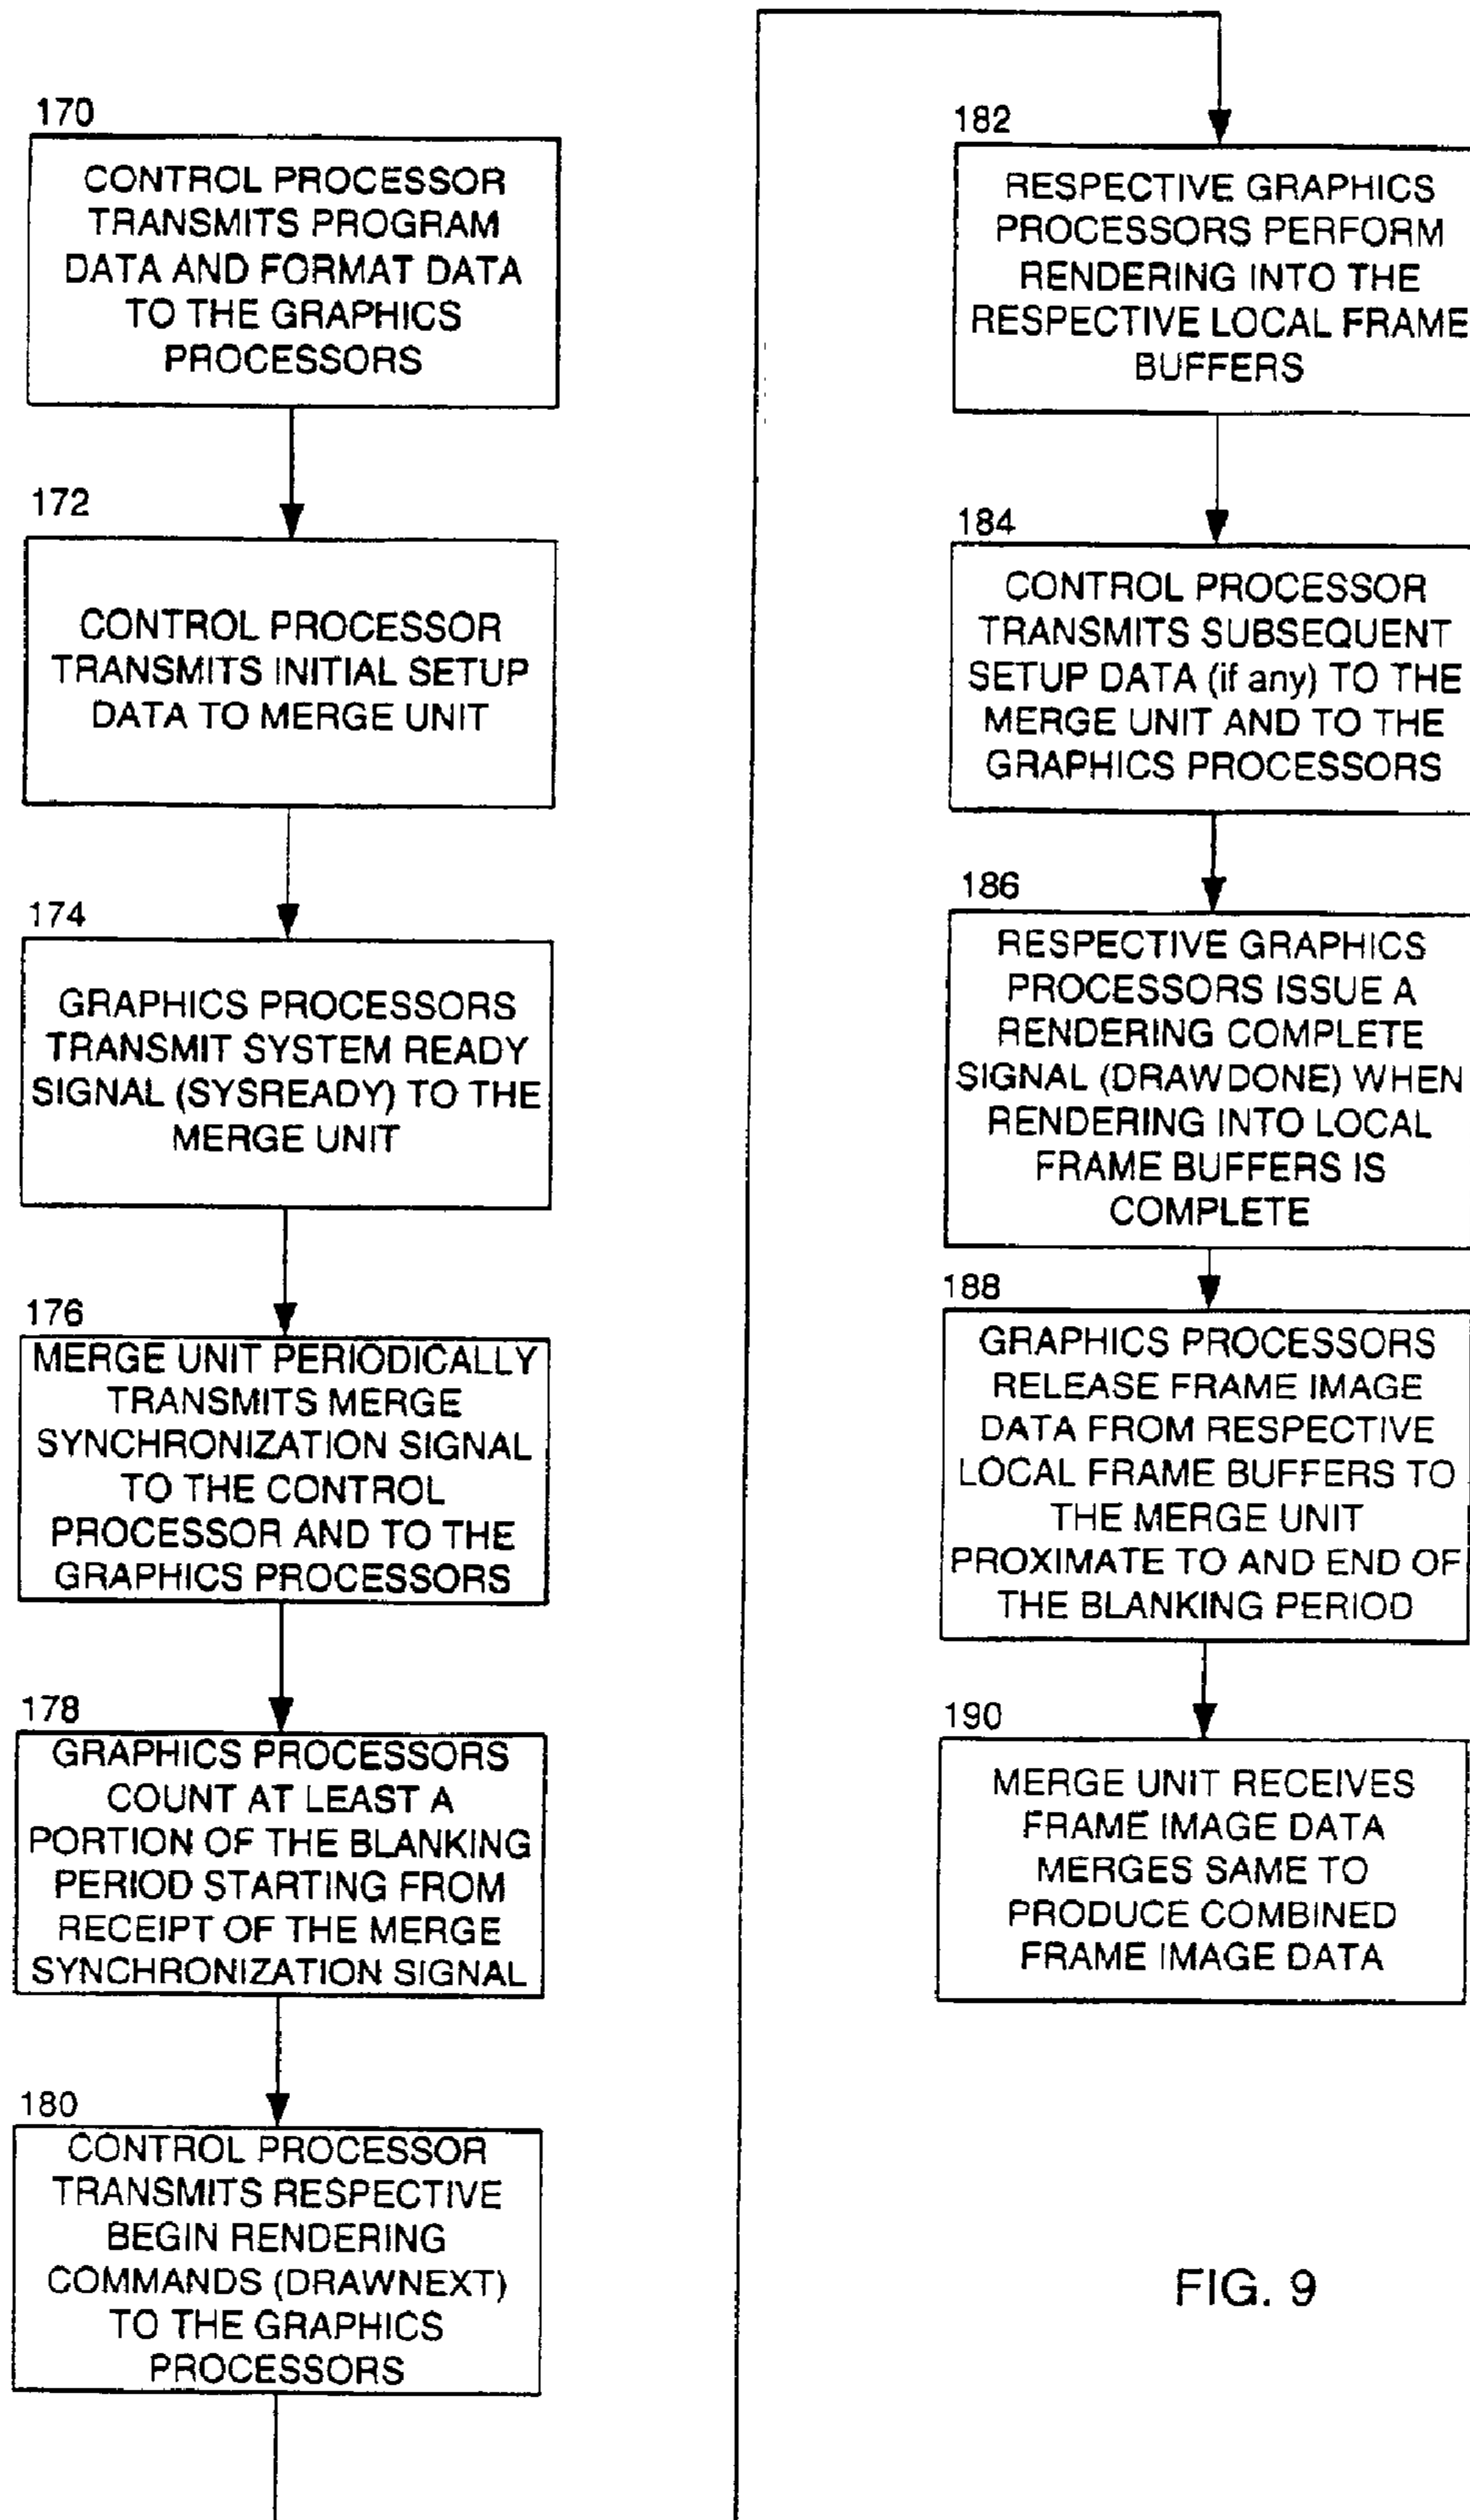 170
CONTROL PROCESSOR
TRANSMITS PROGRAM
DATA AND FORMAT DATA
TO THE GRAPHICS
PROCESSORS
172
CONTROL PROCESSOR
TRANSMITS INITIAL SETUP
DATA TO MERGE UNIT
174
GRAPHICS PROCESSORS
TRANSMIT SYSTEM READY
SIGNAL (SYSREADY) TO THE
MERGE UNIT
176
MERGE UNIT PERIODICALLY
TRANSMITS MERGE
SYNCHRONIZATION SIGNAL
TO THE CONTROL
PROCESSOR AND TO THE
GRAPHICS PROCESSORS
178
GRAPHICS PROCESSORS
COUNT AT LEAST A
PORTION OF THE BLANKING
PERIOD STARTING FROM
RECEIPT OF THE MERGE
SYNCHRONIZATION SIGNAL
180
CONTROL PROCESSOR
TRANSMITS RESPECTIVE
BEGIN RENDERING
COMMANDS (DRAWNEXT)
TO THE GRAPHICS
PROCESSORS
182
RESPECTIVE GRAPHICS
PROCESSORS PERFORM
RENDERING INTO THE
RESPECTIVE LOCAL FRAME
BUFFERS
184
CONTROL PROCESSOR
TRANSMITS SUBSEQUENT
SETUP DATA (if any) TO THE
MERGE UNIT AND TO THE
GRAPHICS PROCESSORS
186
RESPECTIVE GRAPHICS
PROCESSORS ISSUE A
RENDERING COMPLETE
SIGNAL (DRAWDONE) WHEN
RENDERING INTO LOCAL
FRAME BUFFERS IS
COMPLETE
188
GRAPHICS PROCESSORS
RELEASE FRAME IMAGE
DATA FROM RESPECTIVE
LOCAL FRAME BUFFERS TO
THE MERGE UNIT
PROXIMATE TO AND END OF
THE BLANKING PERIOD
190
MERGE UNIT RECEIVES
FRAME IMAGE DATA
MERGES SAME TO
PRODUCE COMBINED
FRAME IMAGE DATA
FIG. 9